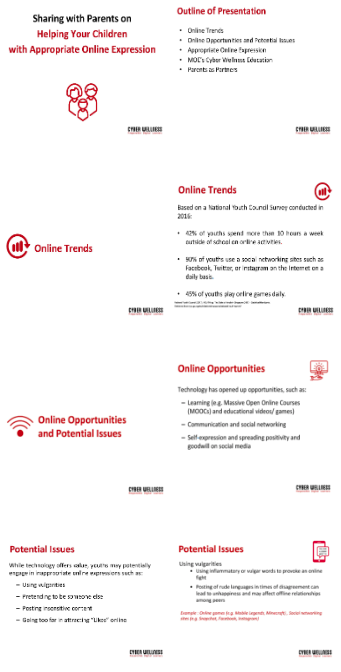 Sharing with Parents on
Helping Your Children
with Appropriate Online Expression
CYBER WELLNESS
Outline of Presentation
• Online Trends
• Online Opportunities and Potential Issues
• Appropriate Online Expression
• MOE's Cyber Wellness Education
• Parents as Partners
CYBER WELLNESS
Online Trends
CYBER WELLNESS
Online Trends
Based on a National Youth Council Survey conducted in
2016:
• 42% of youths spend more than 10 hours a week
outside of school on online activities.
• 90% of youths use a social networking sites such as
Facebook, Twitter, or Instagram on the Internet on a
daily basis.
• 45% of youths play online games daily.
CYBER WELLNESS
Online Opportunities
and Potential Issues
CYBER WELLNESS
Online Opportunities
Technology has opened up opportunities, such as:
– Learning (e.g. Massive Open Online Courses
(MOOCs) and educational videos/ games)
– Communication and social networking
– Self-expression and spreading positivity and
goodwill on social media
CYBER WELLNESS
Potential Issues
While technology offers value, youths may potentially
engage in inappropriate online expressions such as:
– Using vulgarities
– Pretending to be someone else
– Posting insensitive content
– Going too far in attracting "Likes" online
CYBER WELLNESS
Potential Issues
Using vulgarities
• Using inflammatory or vulgar words to provoke an online
fight
• Posting of rude languages in times of disagreement can
lead to unhappiness and may affect offline relationships
among peers
Example : Online games (e.g. Mobile Legends, Minecraft), Social networking
sites (e.g. Snapchat, Facebook, Instagram)
CYBER WELLNESS